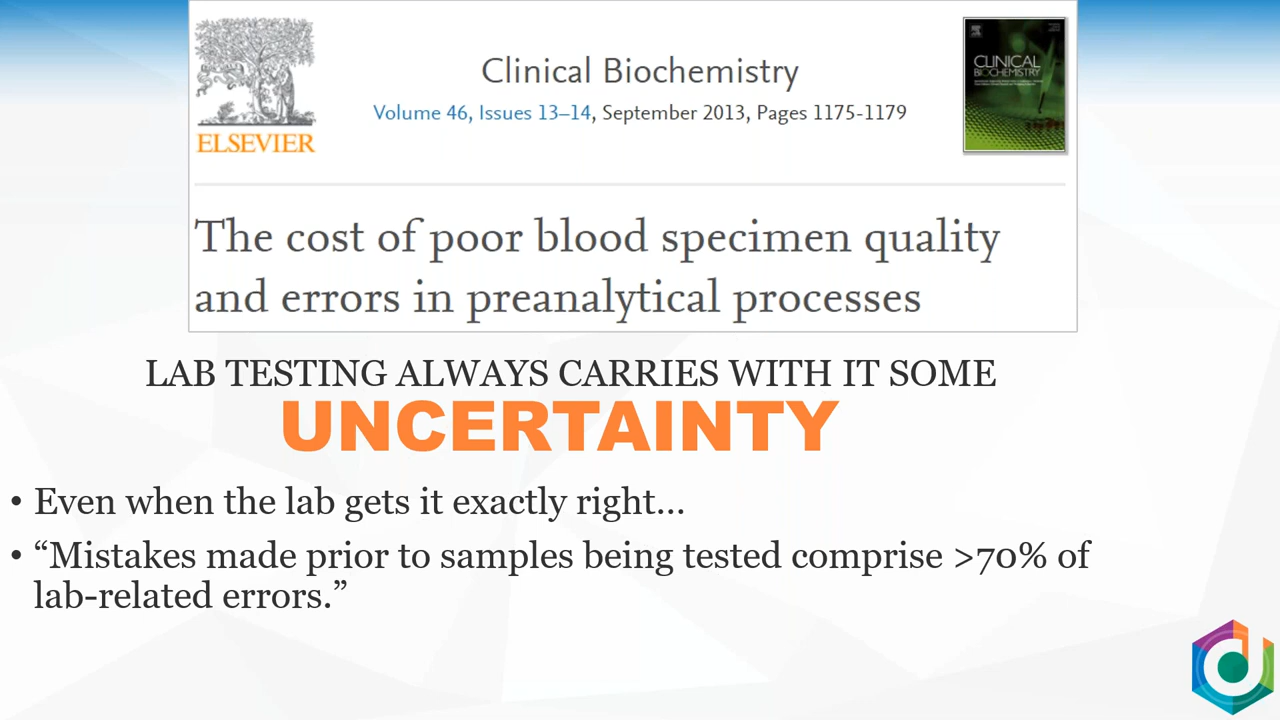 ELSEVIER
Clinical Biochemistry
Volume 46, Issues 13–14, September 2013, Pages 1175-1179
CLINICAL
BIOCHEMISTRY
The cost of poor blood specimen quality
and errors in preanalytical processes
LAB TESTING ALWAYS CARRIES WITH IT SOME
UNCERTAINTY
• Even when the lab gets it exactly right...
• “Mistakes made prior to samples being tested comprise >70% of
lab-related errors.”